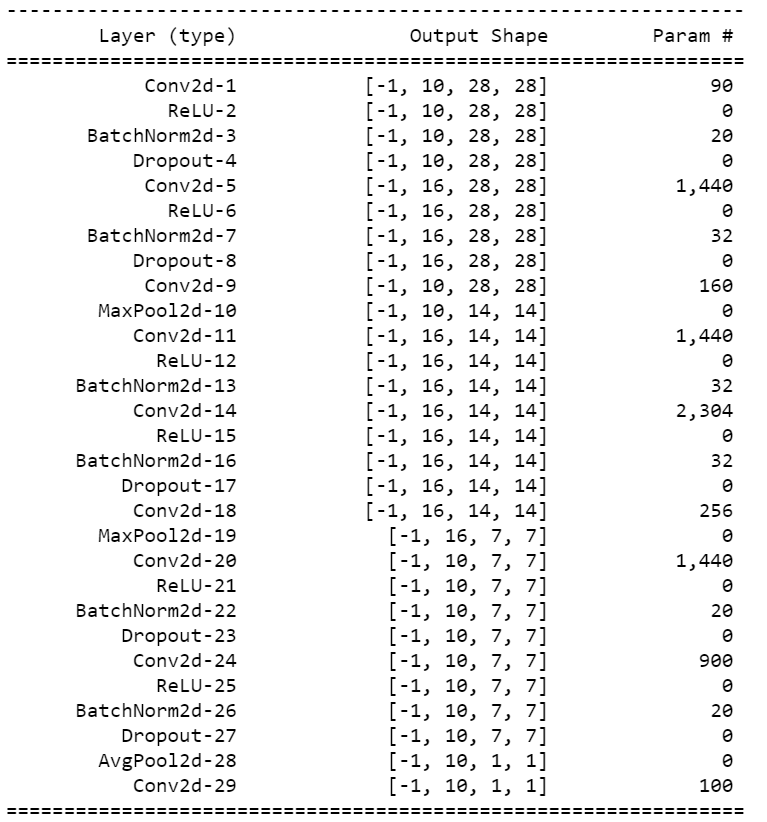 ----------------------------------------------------------------
        Layer (type)               Output Shape         Param #
================================================================
            Conv2d-1           [-1, 10, 28, 28]              90
              ReLU-2           [-1, 10, 28, 28]               0
       BatchNorm2d-3           [-1, 10, 28, 28]              20
           Dropout-4           [-1, 10, 28, 28]               0
            Conv2d-5           [-1, 16, 28, 28]           1,440
              ReLU-6           [-1, 16, 28, 28]               0
       BatchNorm2d-7           [-1, 16, 28, 28]              32
           Dropout-8           [-1, 16, 28, 28]               0
            Conv2d-9           [-1, 10, 28, 28]             160
        MaxPool2d-10           [-1, 10, 14, 14]               0
           Conv2d-11           [-1, 16, 14, 14]           1,440
             ReLU-12           [-1, 16, 14, 14]               0
      BatchNorm2d-13           [-1, 16, 14, 14]              32
           Conv2d-14           [-1, 16, 14, 14]           2,304
             ReLU-15           [-1, 16, 14, 14]               0
      BatchNorm2d-16           [-1, 16, 14, 14]              32
          Dropout-17           [-1, 16, 14, 14]               0
           Conv2d-18           [-1, 16, 14, 14]             256
        MaxPool2d-19             [-1, 16, 7, 7]               0
           Conv2d-20             [-1, 10, 7, 7]           1,440
             ReLU-21             [-1, 10, 7, 7]               0
      BatchNorm2d-22             [-1, 10, 7, 7]              20
          Dropout-23             [-1, 10, 7, 7]               0
           Conv2d-24             [-1, 10, 7, 7]             900
             ReLU-25             [-1, 10, 7, 7]               0
      BatchNorm2d-26             [-1, 10, 7, 7]              20
          Dropout-27             [-1, 10, 7, 7]               0
        AvgPool2d-28             [-1, 10, 1, 1]               0
           Conv2d-29             [-1, 10, 1, 1]             100
================================================================